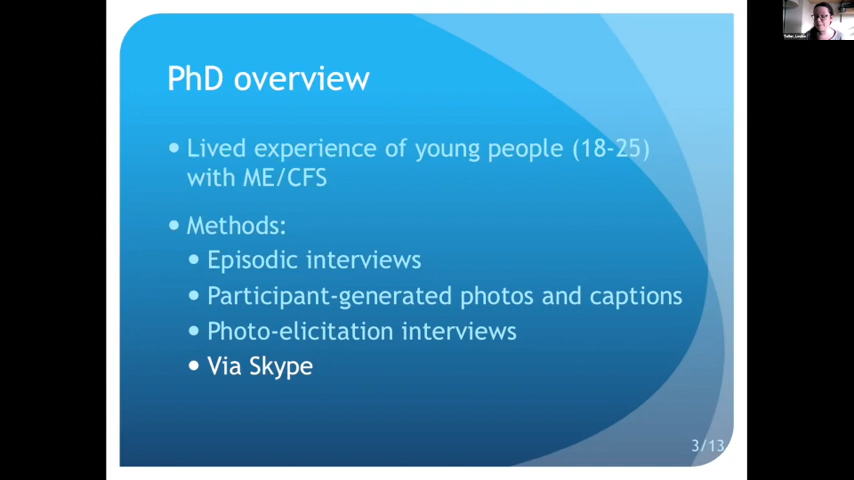 PhD overview
• Lived experience of young people (18-25)
with ME/CFS
• Methods:
• Episodic interviews
• Participant-generated photos and captions
• Photo-elicitation interviews
• Via Skype
3/13